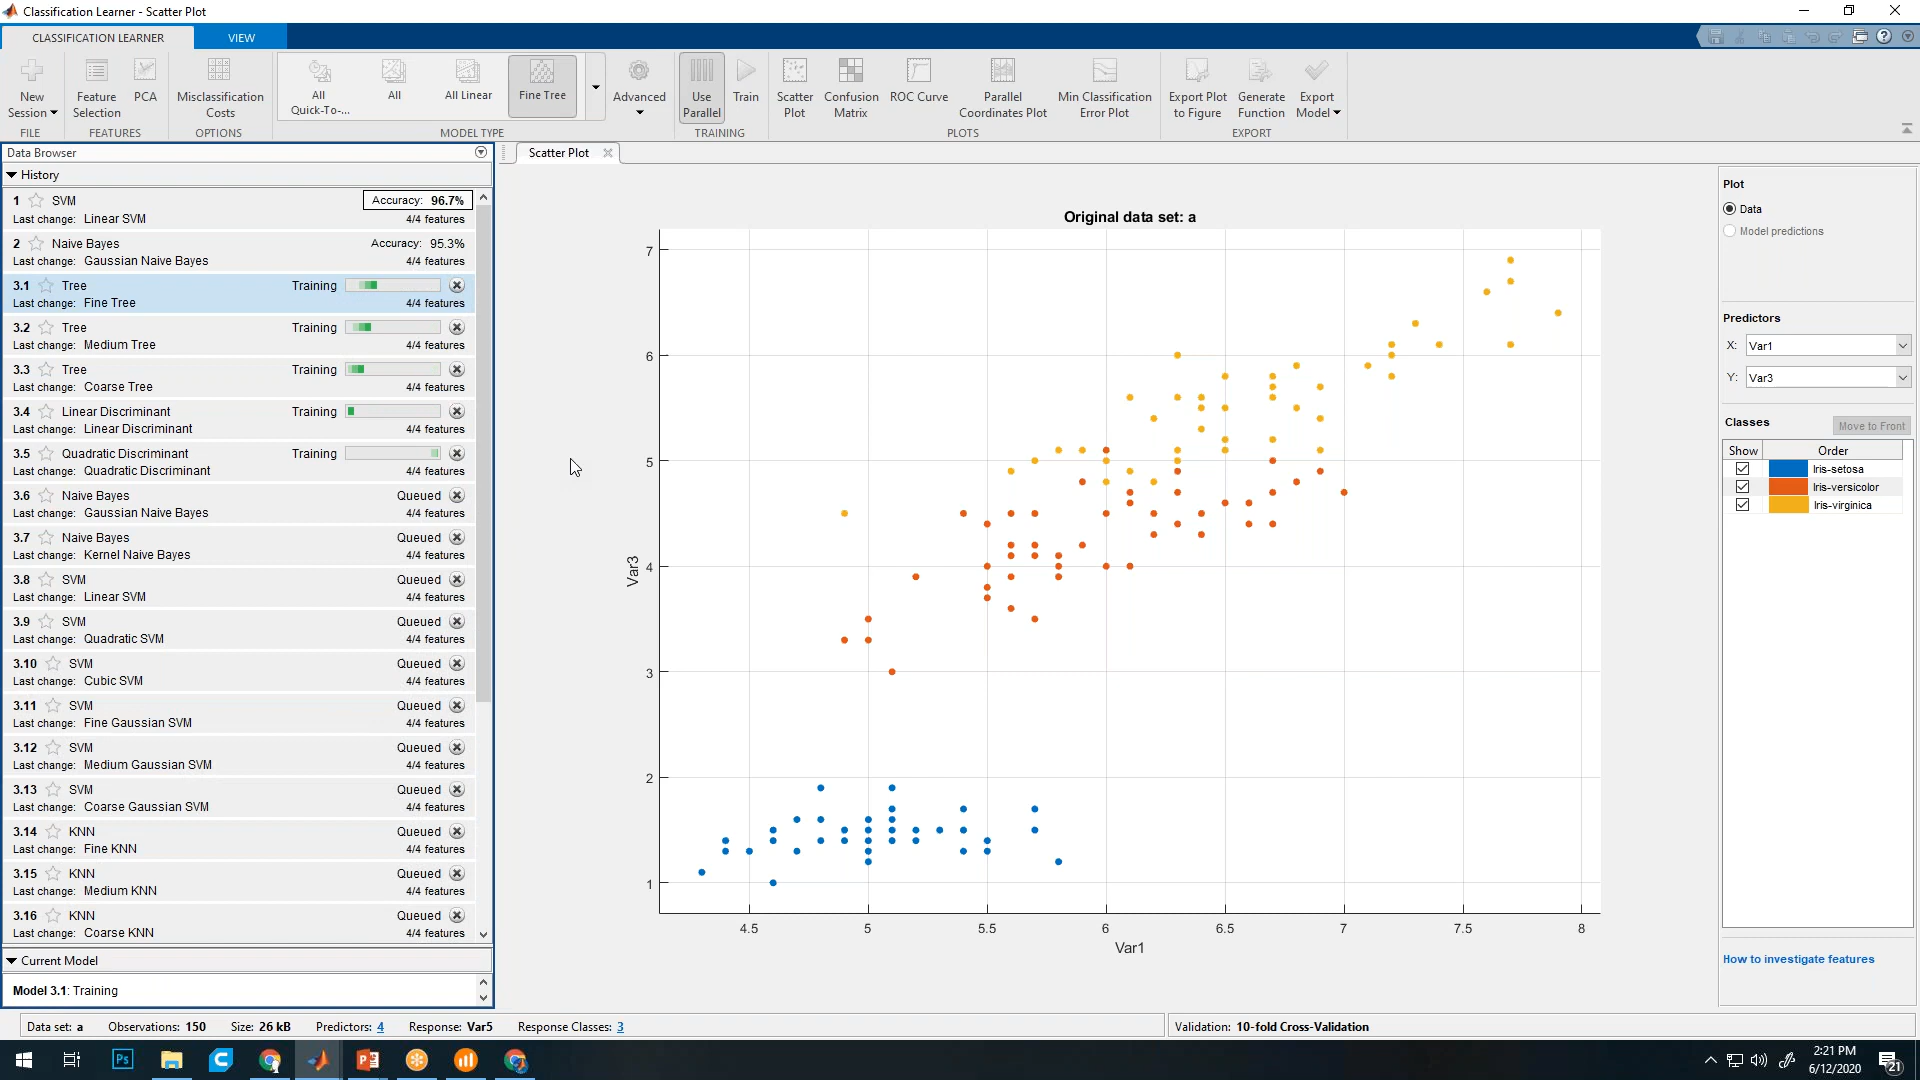 Classification Learner - Scatter Plot
CLASSIFICATION LEARNER
VIEW
New Session
Feature Selection
PCA
Misclassification Costs
All Quick-To-...
All
All Linear
Fine Tree
Advanced
Use Parallel
Train
Scatter Plot
Confusion Matrix
ROC Curve
Parallel Coordinates Plot
Min Classification Error Plot
Export Plot to Figure
Generate Function
Export Model
FILE
FEATURES
OPTIONS
MODEL TYPE
TRAINING
PLOTS
EXPORT
Data Browser
History
1 SVM Accuracy: 96.7%
Last change: Linear SVM 4/4 features
2 Naive Bayes Accuracy: 95.3%
Last change: Gaussian Naive Bayes 4/4 features
3.1 Tree Training
Last change: Fine Tree 4/4 features
3.2 Tree Training
Last change: Medium Tree 4/4 features
3.3 Tree Training
Last change: Coarse Tree 4/4 features
3.4 Linear Discriminant Training
Last change: Linear Discriminant 4/4 features
3.5 Quadratic Discriminant Training
Last change: Quadratic Discriminant 4/4 features
3.6 Naive Bayes Queued
Last change: Gaussian Naive Bayes 4/4 features
3.7 Naive Bayes Queued
Last change: Kernel Naive Bayes 4/4 features
3.8 SVM Queued
Last change: Linear SVM 4/4 features
3.9 SVM Queued
Last change: Quadratic SVM 4/4 features
3.10 SVM Queued
Last change: Cubic SVM 4/4 features
3.11 SVM Queued
Last change: Fine Gaussian SVM 4/4 features
3.12 SVM Queued
Last change: Medium Gaussian SVM 4/4 features
3.13 SVM Queued
Last change: Coarse Gaussian SVM 4/4 features
3.14 KNN Queued
Last change: Fine KNN 4/4 features
3.15 KNN Queued
Last change: Medium KNN 4/4 features
3.16 KNN Queued
Last change: Coarse KNN 4/4 features
Current Model
Model 3.1: Training
Scatter Plot
Original data set: a
7
6
5
4
3
2
1
Var3
4.5 5 5.5 6 6.5 7 7.5 8
Var1
Plot
Data
Model predictions
Predictors
X: Var1
Y: Var3
Classes
Move to Front
Show Order
Iris-setosa
Iris-versicolor
Iris-virginica
How to investigate features
Data set: a Observations: 150 Size: 26 kB Predictors: 4 Response: Var5 Response Classes: 3
Validation: 10-fold Cross-Validation
Ps
2:21 PM
6/12/2020
21